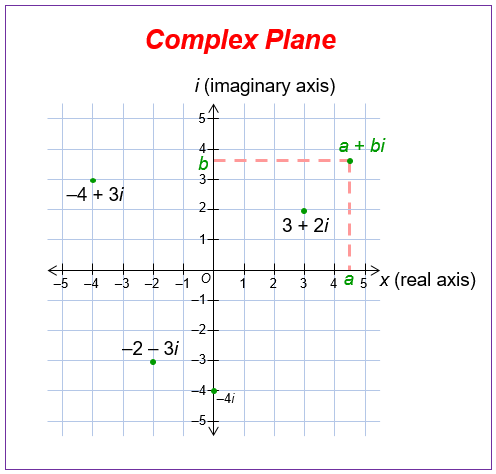 Complex Plane
i (imaginary axis)
5
4
a + bi
b
3
–4 + 3i
2
3 + 2i
1
O
–5 –4 –3 –2 –1 1 2 3 4 a 5 x (real axis)
–1
–2
–2 – 3i
–3
–4
–4i
–5